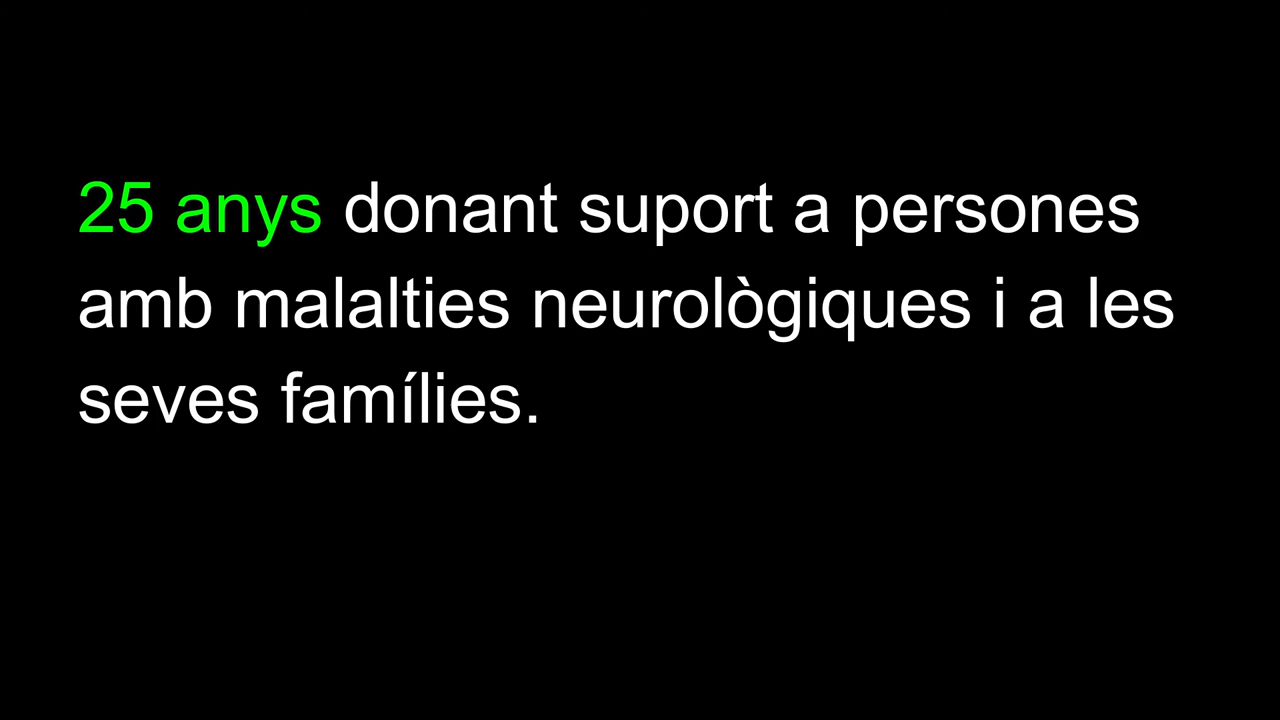 25 anys donant suport a persones
amb malalties neurològiques i a les
seves famílies.